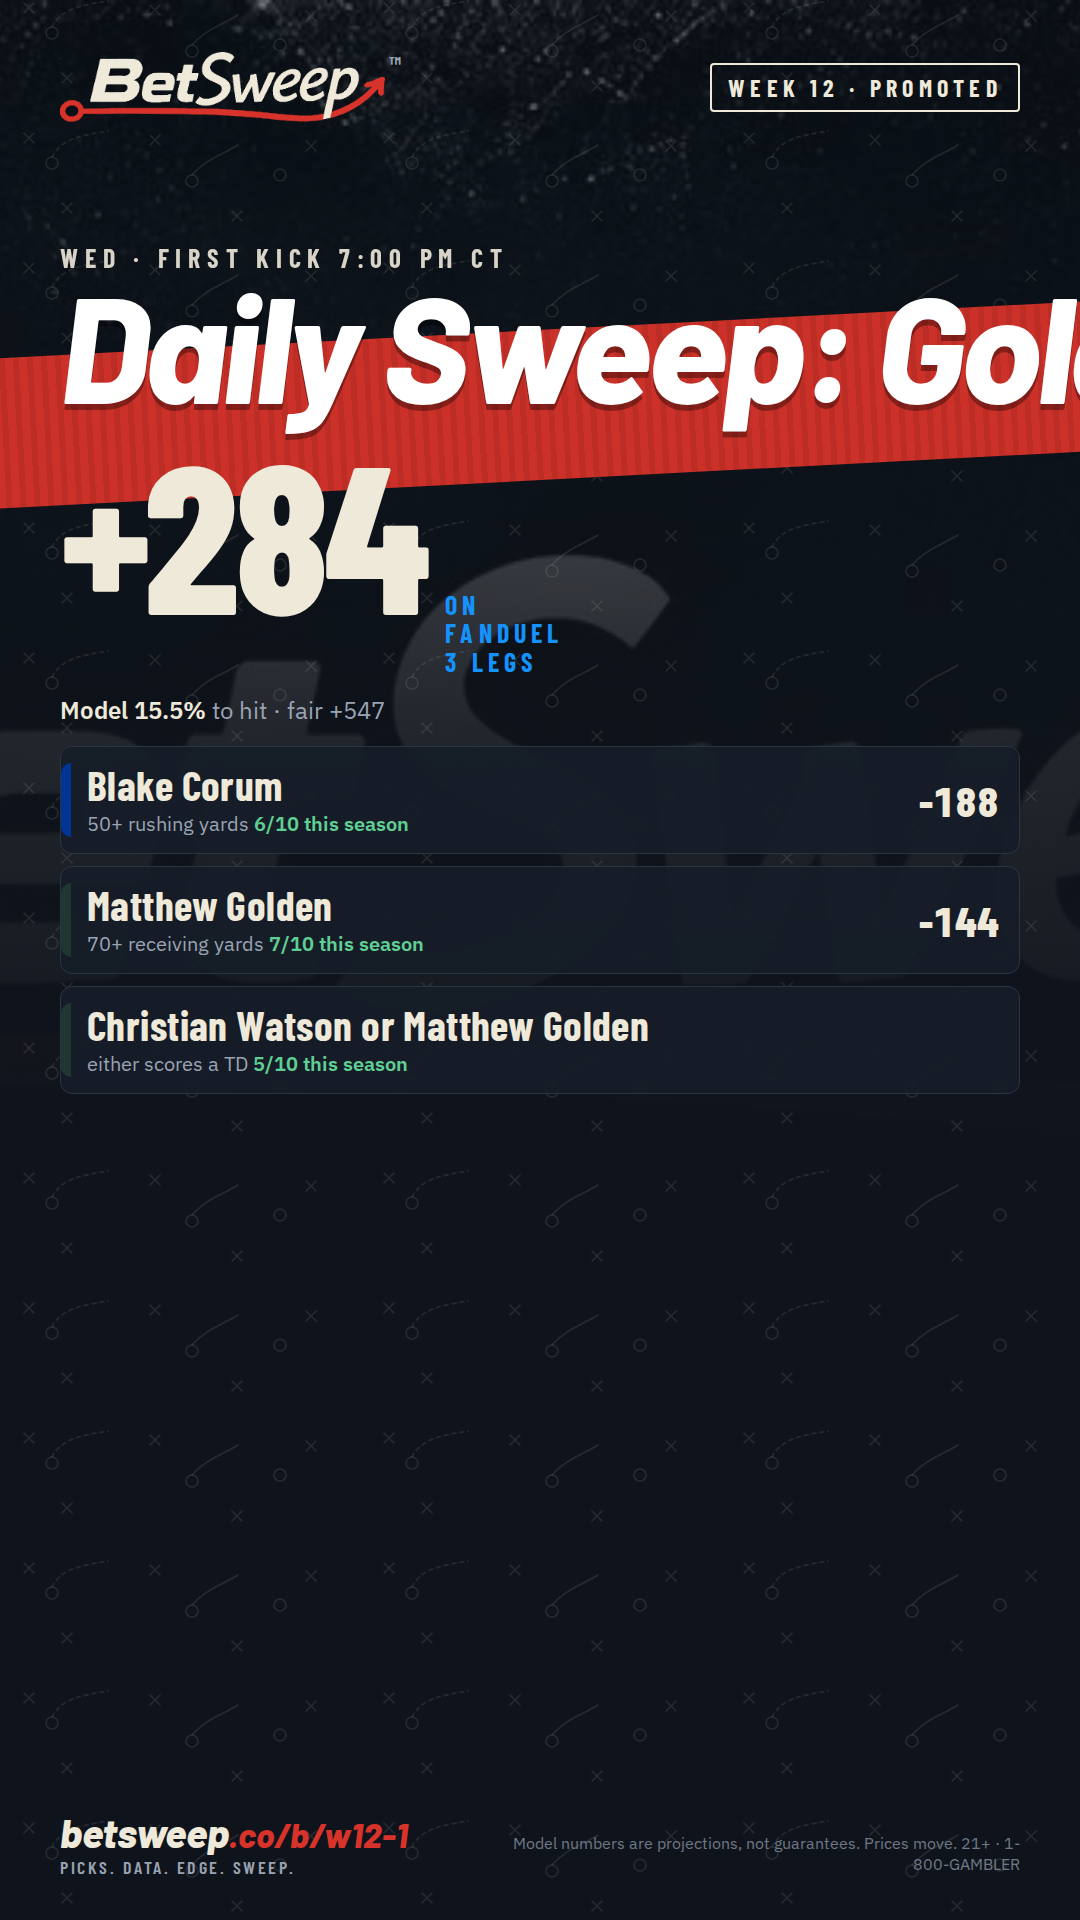 BetSweep™
WEEK 12 · PROMOTED
WED · FIRST KICK 7:00 PM CT
Daily Sweep: Gol
+284
ON
FANDUEL
3 LEGS
Model 15.5% to hit · fair +547
Blake Corum
50+ rushing yards 6/10 this season
-188
Matthew Golden
70+ receiving yards 7/10 this season
-144
Christian Watson or Matthew Golden
either scores a TD 5/10 this season
betsweep.co/b/w12-1
PICKS. DATA. EDGE. SWEEP.
Model numbers are projections, not guarantees. Prices move. 21+ · 1-
800-GAMBLER